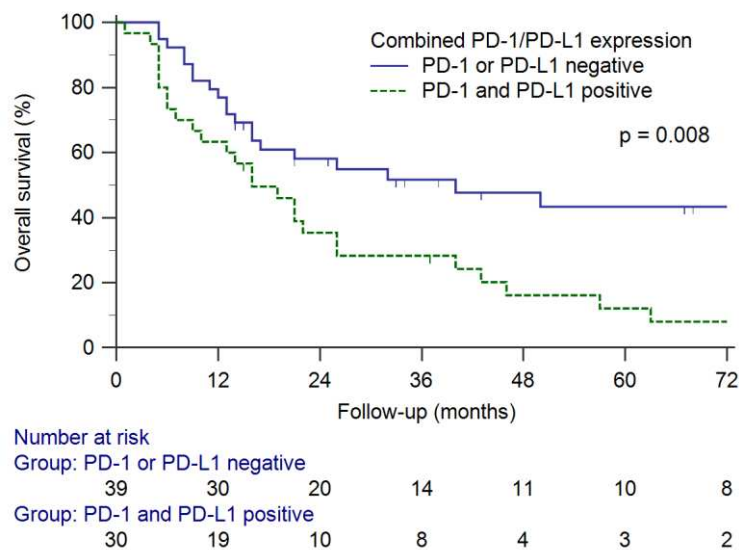 Combined PD-1/PD-L1 expression
PD-1 or PD-L1 negative
PD-1 and PD-L1 positive
p = 0.008
Overall survival (%)
100
80
60
40
20
0
0 12 24 36 48 60 72
Follow-up (months)
Number at risk
Group: PD-1 or PD-L1 negative
39 30 20 14 11 10 8
Group: PD-1 and PD-L1 positive
30 19 10 8 4 3 2